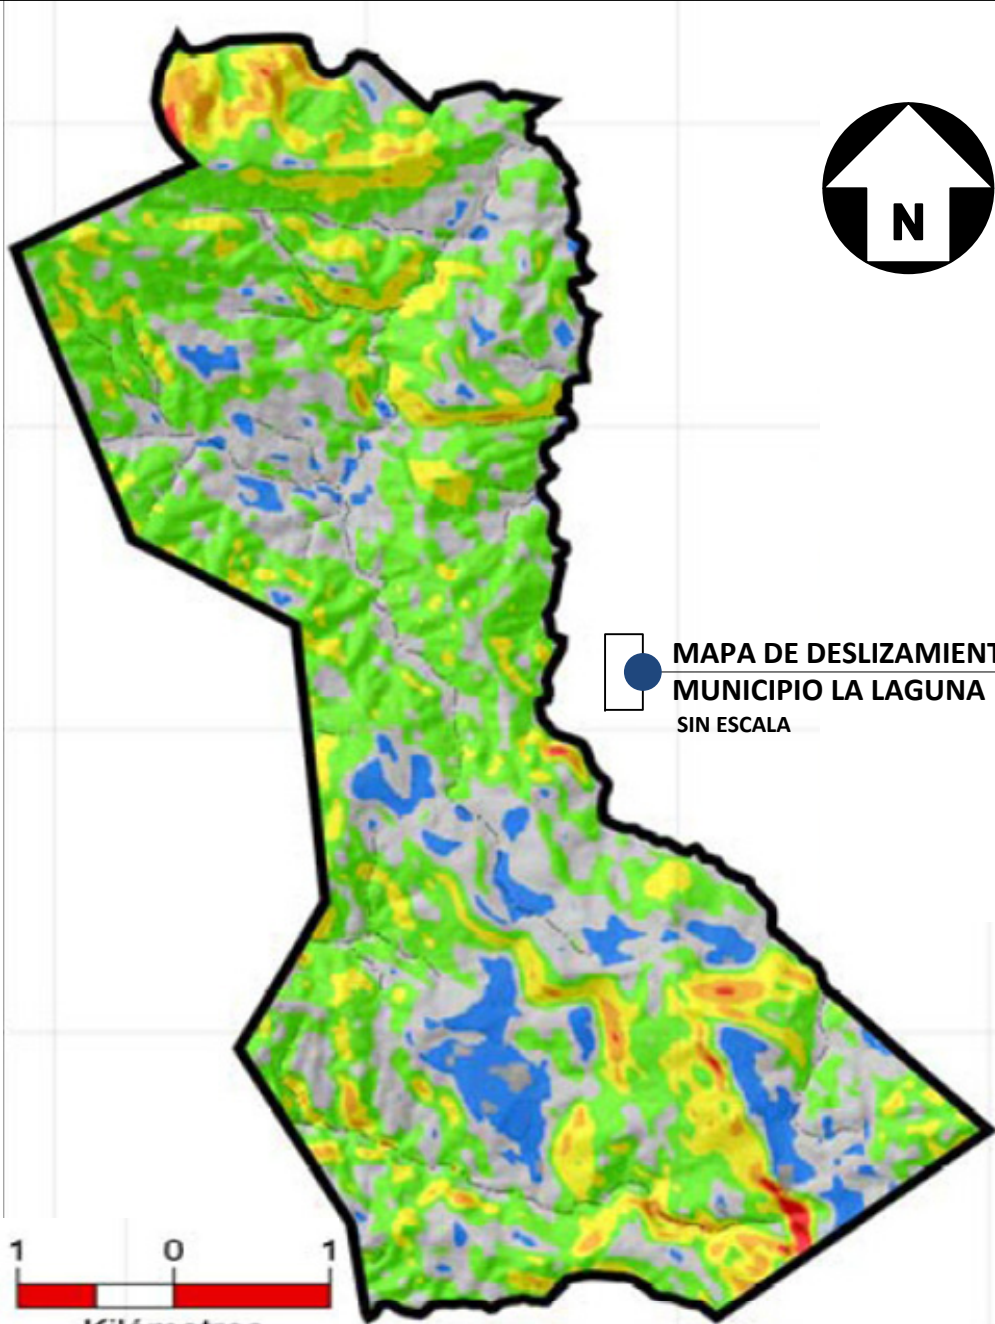 N
MAPA DE DESLIZAMIENT
MUNICIPIO LA LAGUNA
SIN ESCALA
1 0 1